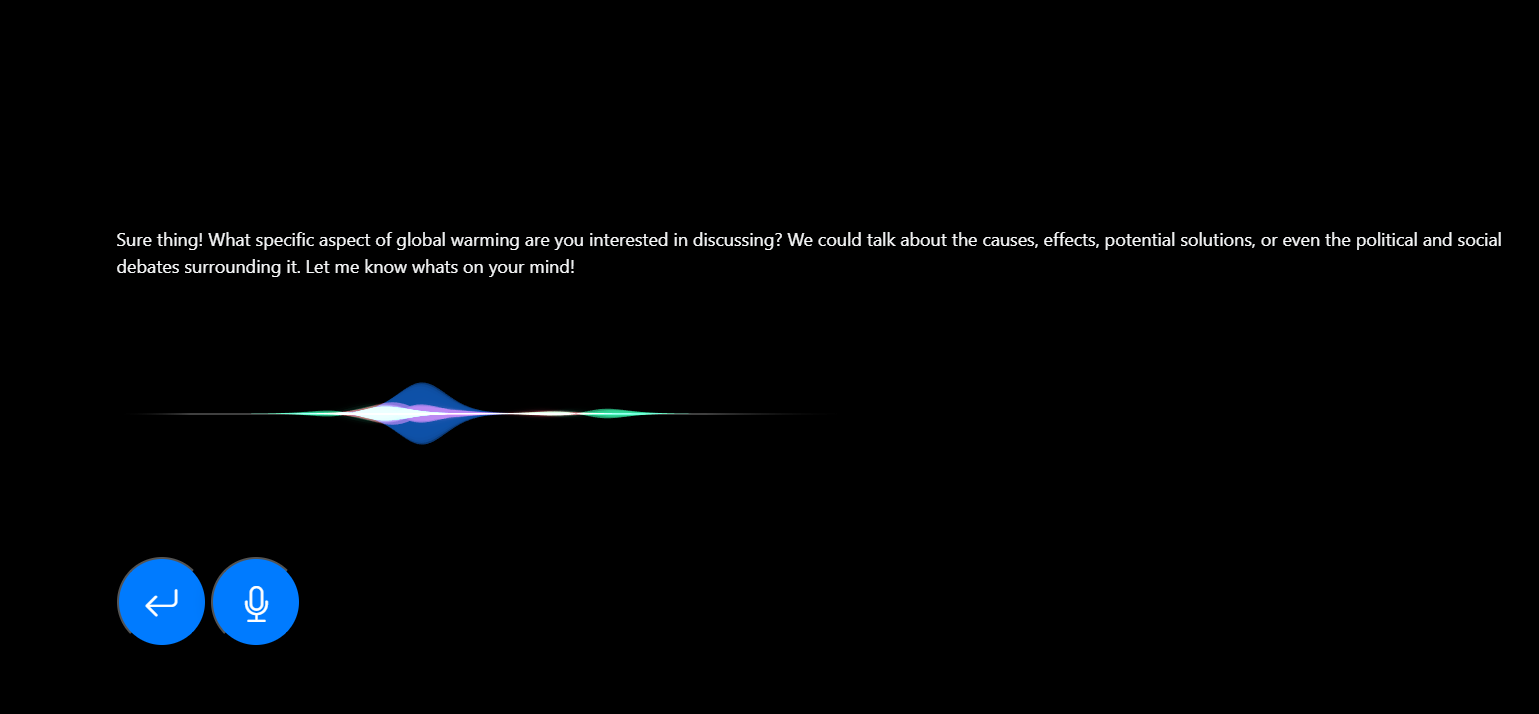 Sure thing! What specific aspect of global warming are you interested in discussing? We could talk about the causes, effects, potential solutions, or even the political and social
debates surrounding it. Let me know whats on your mind!